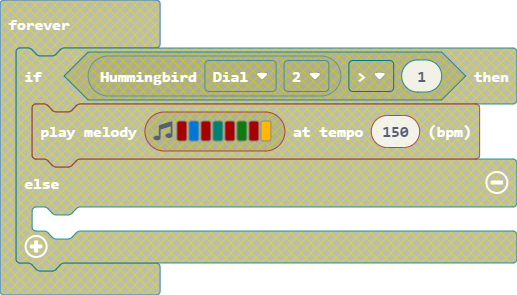 forever
if Hummingbird Dial 2 > 1 then
play melody at tempo 150 (bpm)
else